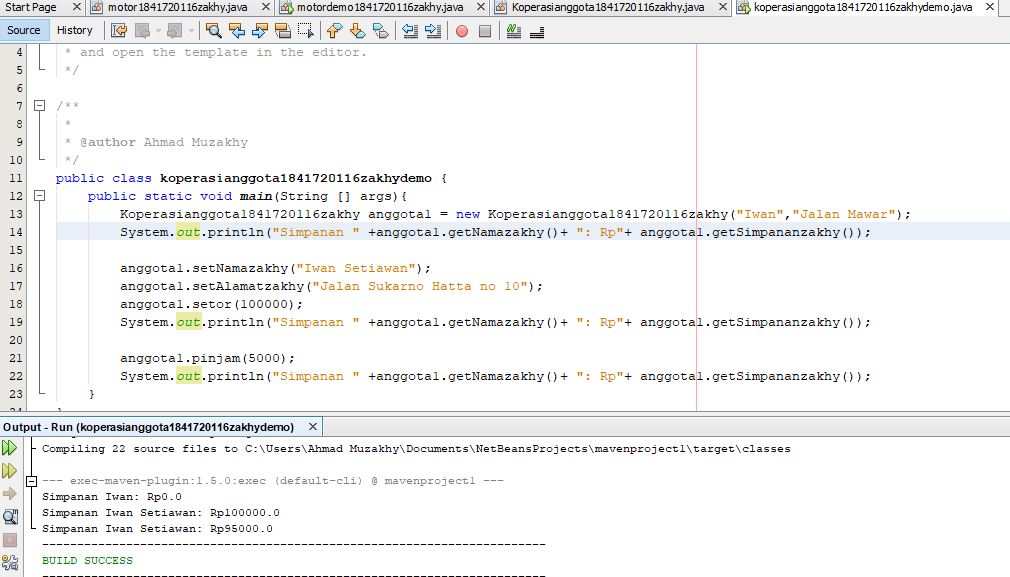 Start Page motor1841720116zakhy.java motordemo1841720116zakhy.java Koperasianggota1841720116zakhy.java koperasianggota1841720116zakhydemo.java
Source History
4 * and open the template in the editor.
5 */
6
7 /**
8 *
9 * @author Ahmad Muzakhy
10 */
11 public class koperasianggota1841720116zakhydemo {
12 public static void main(String [] args){
13 Koperasianggota1841720116zakhy anggota1 = new Koperasianggota1841720116zakhy("Iwan","Jalan Mawar");
14 System.out.println("Simpanan " +anggota1.getNamazakhy()+ ": Rp"+ anggota1.getSimpananzakhy());
15
16 anggota1.setNamazakhy("Iwan Setiawan");
17 anggota1.setAlamatzakhy("Jalan Sukarno Hatta no 10");
18 anggota1.setor(100000);
19 System.out.println("Simpanan " +anggota1.getNamazakhy()+ ": Rp"+ anggota1.getSimpananzakhy());
20
21 anggota1.pinjam(5000);
22 System.out.println("Simpanan " +anggota1.getNamazakhy()+ ": Rp"+ anggota1.getSimpananzakhy());
23 }
Output - Run (koperasianggota1841720116zakhydemo)
Compiling 22 source files to C:\Users\Ahmad Muzakhy\Documents\NetBeansProjects\mavenproject1\target\classes
--- exec-maven-plugin:1.5.0:exec (default-cli) @ mavenproject1 ---
Simpanan Iwan: Rp0.0
Simpanan Iwan Setiawan: Rp100000.0
Simpanan Iwan Setiawan: Rp95000.0
------------------------------------------------------------------------
BUILD SUCCESS
------------------------------------------------------------------------